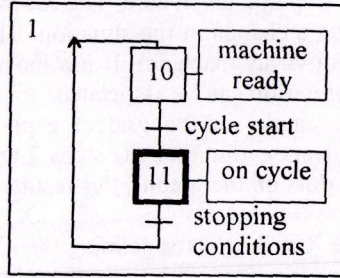 1
10
machine
ready
cycle start
11
on cycle
stopping
conditions